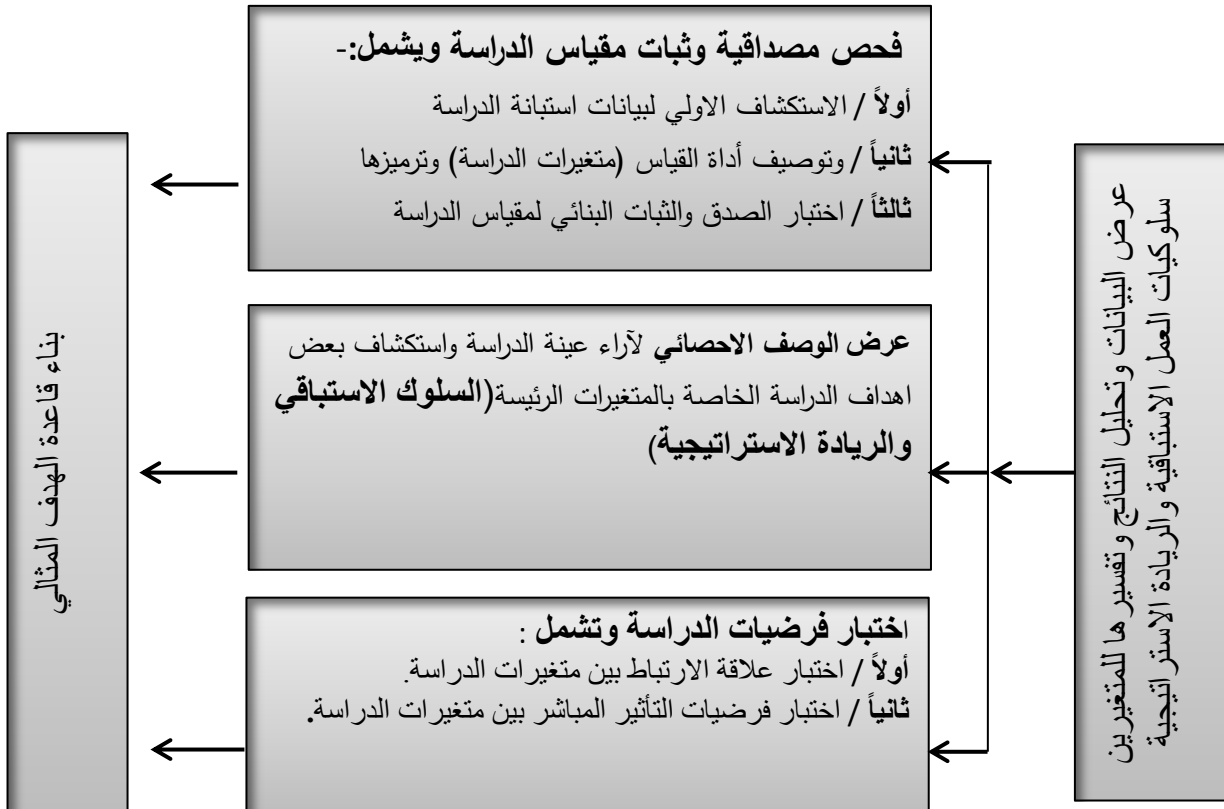 عرض البيانات وتحليل النتائج وتفسيرها للمتغيرين
سلوكيات العمل الاستباقية والريادة الاستراتيجية
فحص مصداقية وثبات مقياس الدراسة ويشمل:-
أولاً / الاستكشاف الاولي لبيانات استبانة الدراسة
ثانياً / وتوصيف أداة القياس (متغيرات الدراسة) وترميزها
ثالثاً / اختبار الصدق والثبات البنائي لمقياس الدراسة
عرض الوصف الاحصائي لآراء عينة الدراسة واستكشاف بعض
اهداف الدراسة الخاصة بالمتغيرات الرئيسة(السلوك الاستباقي
والريادة الاستراتيجية)
اختبار فرضيات الدراسة وتشمل :
أولاً / اختبار علاقة الارتباط بين متغيرات الدراسة.
ثانياً / اختبار فرضيات التأثير المباشر بين متغيرات الدراسة.
بناء قاعدة الهدف المثالي